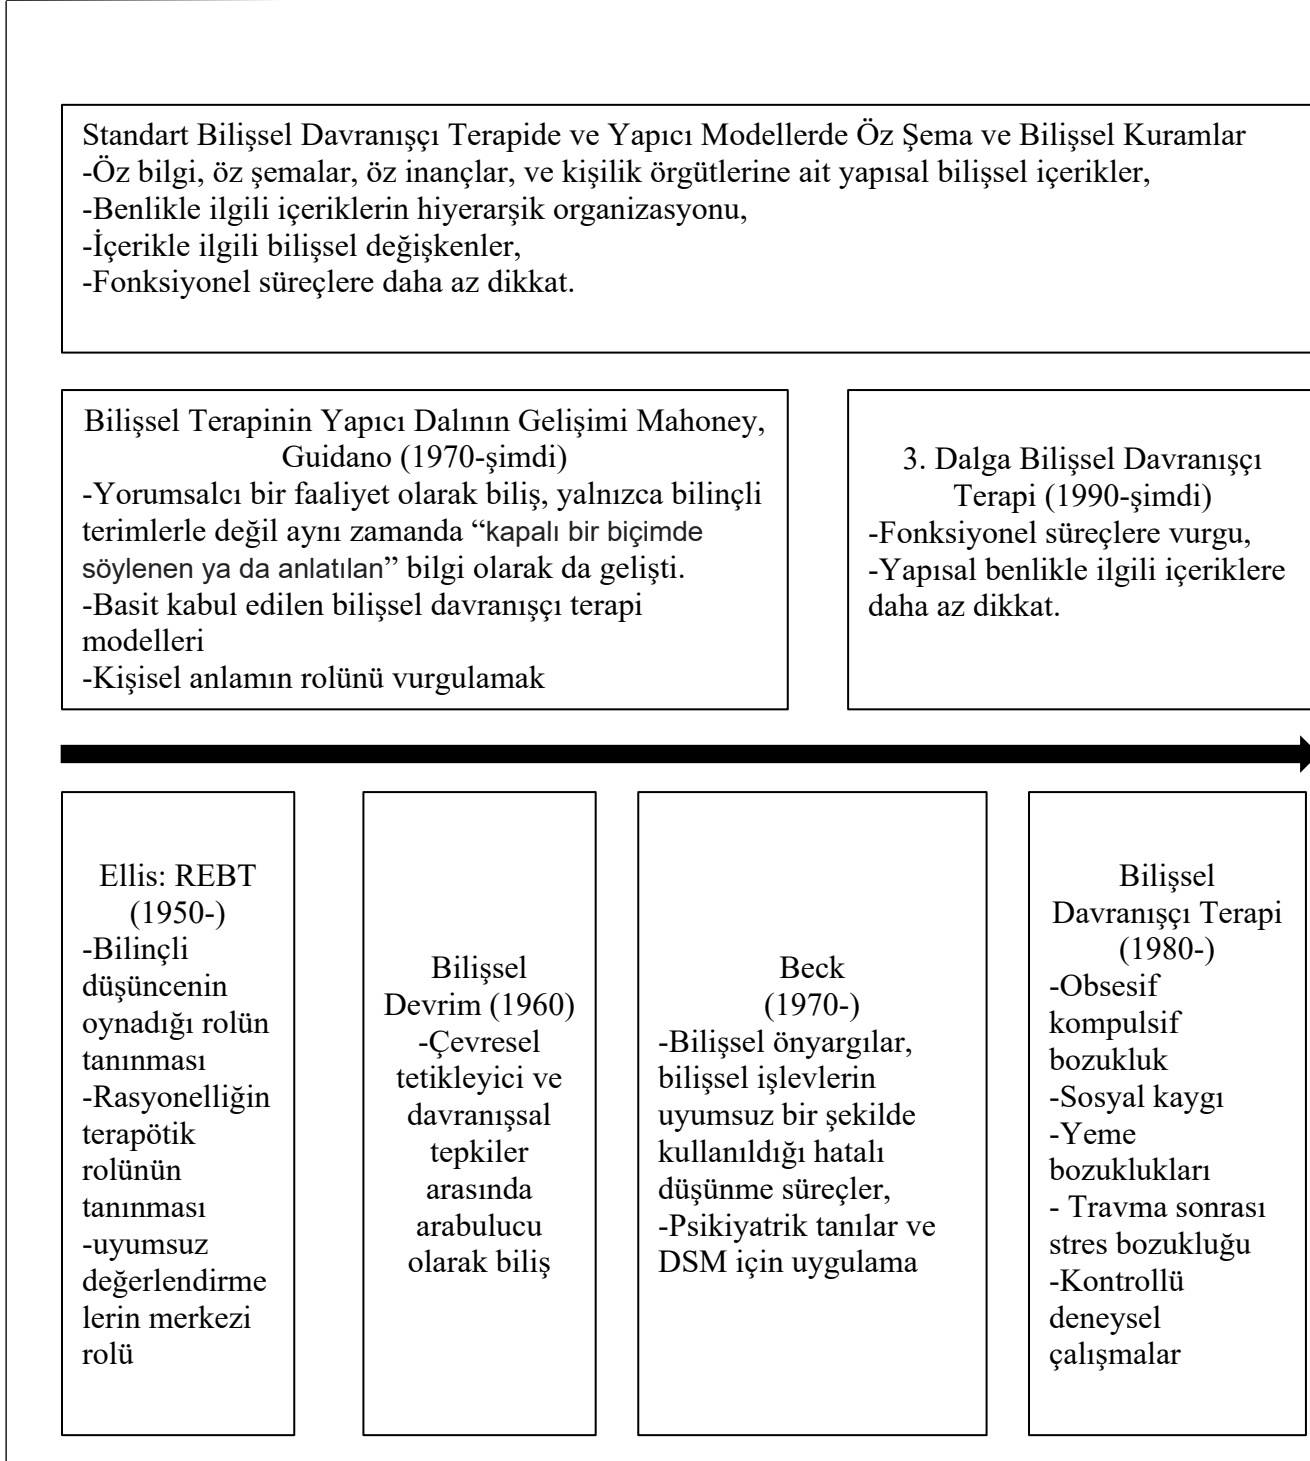 Standart Bilişsel Davranışçı Terapide ve Yapıcı Modellerde Öz Şema ve Bilişsel Kuramlar
-Öz bilgi, öz şemalar, öz inançlar, ve kişilik örgütlerine ait yapısal bilişsel içerikler,
-Benlikle ilgili içeriklerin hiyerarşik organizasyonu,
-İçerikle ilgili bilişsel değişkenler,
-Fonksiyonel süreçlere daha az dikkat.
Bilişsel Terapinin Yapıcı Dalının Gelişimi Mahoney,
Guidano (1970-şimdi)
-Yorumsalcı bir faaliyet olarak biliş, yalnızca bilinçli
terimlerle değil aynı zamanda “kapalı bir biçimde
söylenen ya da anlatılan” bilgi olarak da gelişti.
-Basit kabul edilen bilişsel davranışçı terapi
modelleri
-Kişisel anlamın rolünü vurgulamak
3. Dalga Bilişsel Davranışçı
Terapi (1990-şimdi)
-Fonksiyonel süreçlere vurgu,
-Yapısal benlikle ilgili içeriklere
daha az dikkat.
Ellis: REBT
(1950-)
-Bilinçli
düşüncenin
oynadığı rolün
tanınması
-Rasyonelliğin
terapötik
rolünün
tanınması
-uyumsuz
değerlendirme
lerin merkezi
rolü
Bilişsel
Devrim (1960)
-Çevresel
tetikleyici ve
davranışsal
tepkiler
arasında
arabulucu
olarak biliş
Beck
(1970-)
-Bilişsel önyargılar,
bilişsel işlevlerin
uyumsuz bir şekilde
kullanıldığı hatalı
düşünme süreçler,
-Psikiyatrik tanılar ve
DSM için uygulama
Bilişsel
Davranışçı Terapi
(1980-)
-Obsesif
kompulsif
bozukluk
-Sosyal kaygı
-Yeme
bozuklukları
- Travma sonrası
stres bozukluğu
-Kontrollü
deneysel
çalışmalar